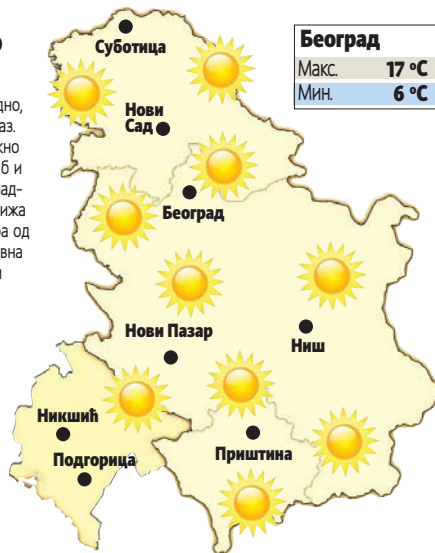 Суботица
Нови
Сад
Београд
Нови Пазар
Ниш
Никшић
Подгорица
Приштина
Београд
Макс. 17 °C
Мин. 6 °C